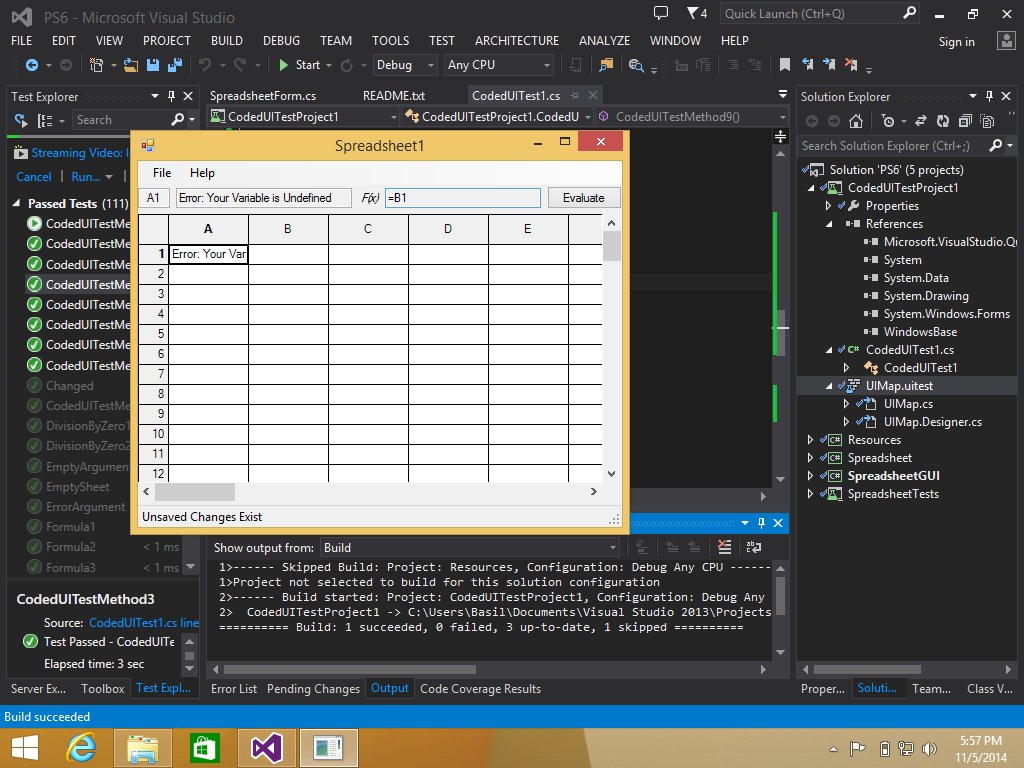 PS6 - Microsoft Visual Studio
4
Quick Launch (Ctrl+Q)
FILE EDIT VIEW PROJECT BUILD DEBUG TEAM TOOLS TEST ARCHITECTURE ANALYZE WINDOW HELP
Sign in
Start Debug Any CPU
Test Explorer
Search
Streaming Video: I
Cancel Run...
Passed Tests (111)
CodedUITestMe
CodedUITestMe
CodedUITestMe
CodedUITestMe
CodedUITestMe
CodedUITestMe
CodedUITestMe
CodedUITestMe
Changed
CodedUITestMe
DivisionByZero1
DivisionByZero2
EmptyArgument
EmptySheet
ErrorArgument
Formula1
Formula2 < 1 ms
Formula3 < 1 ms
CodedUITestMethod3
Source: CodedUITest1.cs line
Test Passed - CodedUITe
Elapsed time: 3 sec
Server Ex... Toolbox Test Expl...
SpreadsheetForm.cs README.txt CodedUITest1.cs
CodedUITestProject1 CodedUITestProject1.CodedU CodedUITestMethod9()
Spreadsheet1
File Help
A1 Error: Your Variable is Undefined F(x) =B1 Evaluate
A B C D E
1 Error: Your Var
2
3
4
5
6
7
8
9
10
11
12
Unsaved Changes Exist
Show output from: Build
1>------ Skipped Build: Project: Resources, Configuration: Debug Any CPU ------
1>Project not selected to build for this solution configuration
2>------ Build started: Project: CodedUITestProject1, Configuration: Debug Any
2> CodedUITestProject1 -> C:\Users\Basil\Documents\Visual Studio 2013\Projects
========== Build: 1 succeeded, 0 failed, 3 up-to-date, 1 skipped ==========
Error List Pending Changes Output Code Coverage Results
Solution Explorer
Search Solution Explorer (Ctrl+;)
Solution 'PS6' (5 projects)
CodedUITestProject1
Properties
References
Microsoft.VisualStudio.Qu
System
System.Data
System.Drawing
System.Windows.Forms
WindowsBase
CodedUITest1.cs
CodedUITest1
UIMap.uitest
UIMap.cs
UIMap.Designer.cs
Resources
Spreadsheet
SpreadsheetGUI
SpreadsheetTests
Proper... Soluti... Team... Class V...
Build succeeded
5:57 PM
11/5/2014